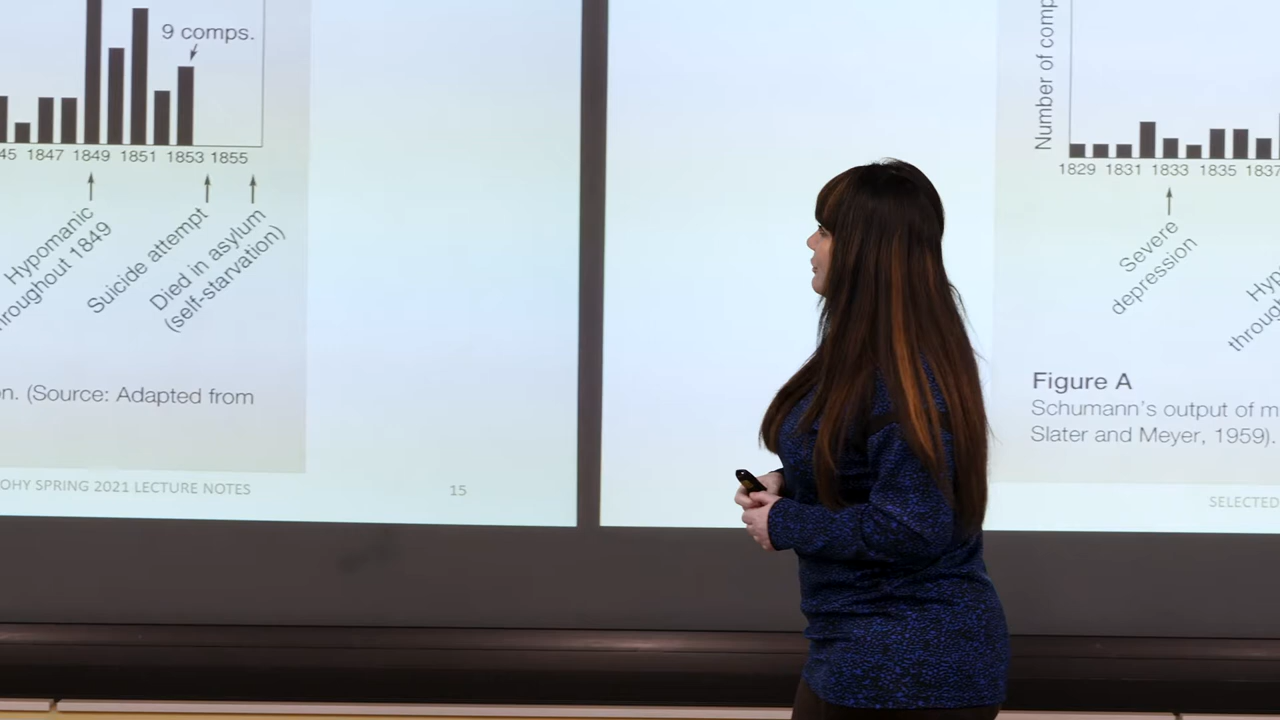 9 comps.
45 1847 1849 1851 1853 1855
Hypomanic
throughout 1849
Suicide attempt
Died in asylum
(self-starvation)
on. (Source: Adapted from
OHY SPRING 2021 LECTURE NOTES
15
Number of comp
1829 1831 1833 1835 1837
Severe
depression
Hyp
throug
Figure A
Schumann's output of m
Slater and Meyer, 1959).
SELECTED